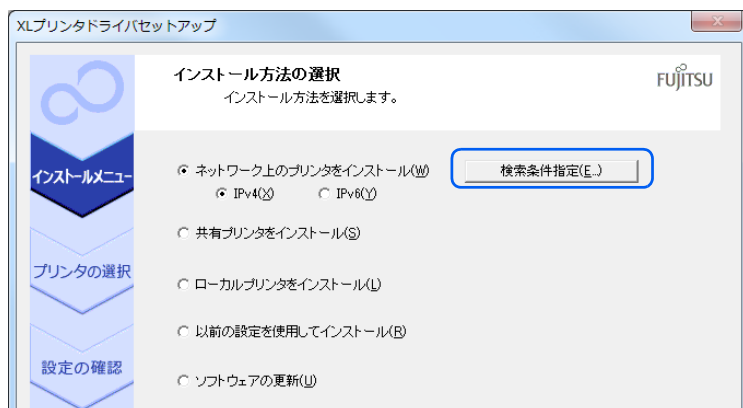 XLプリンタドライバセットアップ
インストール方法の選択
インストール方法を選択します。
FUJITSU
インストールメニュー
ネットワーク上のプリンタをインストール(W)
検索条件指定(E...)
IPv4(X)
IPv6(Y)
共有プリンタをインストール(S)
プリンタの選択
ローカルプリンタをインストール(L)
以前の設定を使用してインストール(R)
設定の確認
ソフトウェアの更新(U)